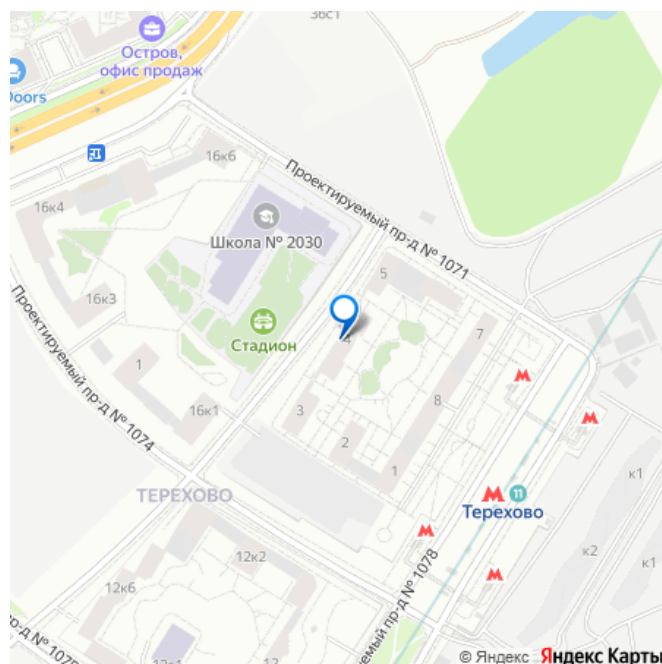 36с1
Остров,
офис продаж
Doors
16к6
16к4
Проектируемый пр-д № 1071
Школа № 2030
16к3
5
Стадион
4
7
Проектируемый пр-д № 1074
1
8
3
16к1
2
1
к1
ТЕРЕХОВО
11
Терехово
12к2
к2
к1
12к6
пр-д № 1078
12к1
© Яндекс Яндекс Карты